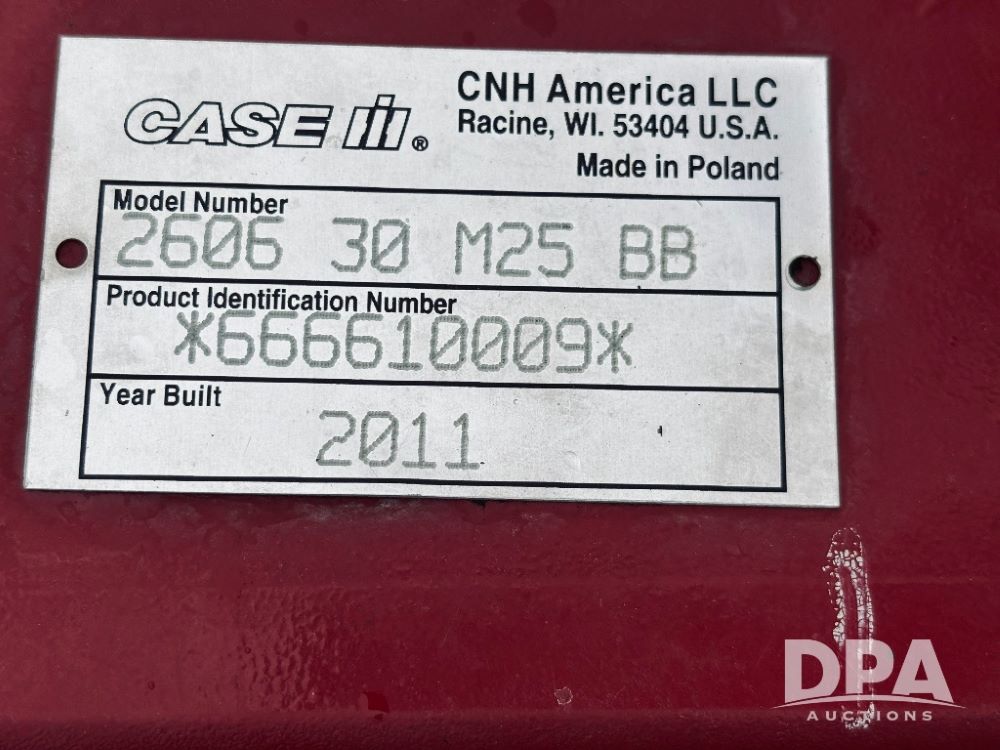 CASE IH®
CNH America LLC
Racine, WI. 53404 U.S.A.
Made in Poland
Model Number
2606 30 M25 BB
Product Identification Number
*666610009*
Year Built
2011
DPA
AUCTIONS